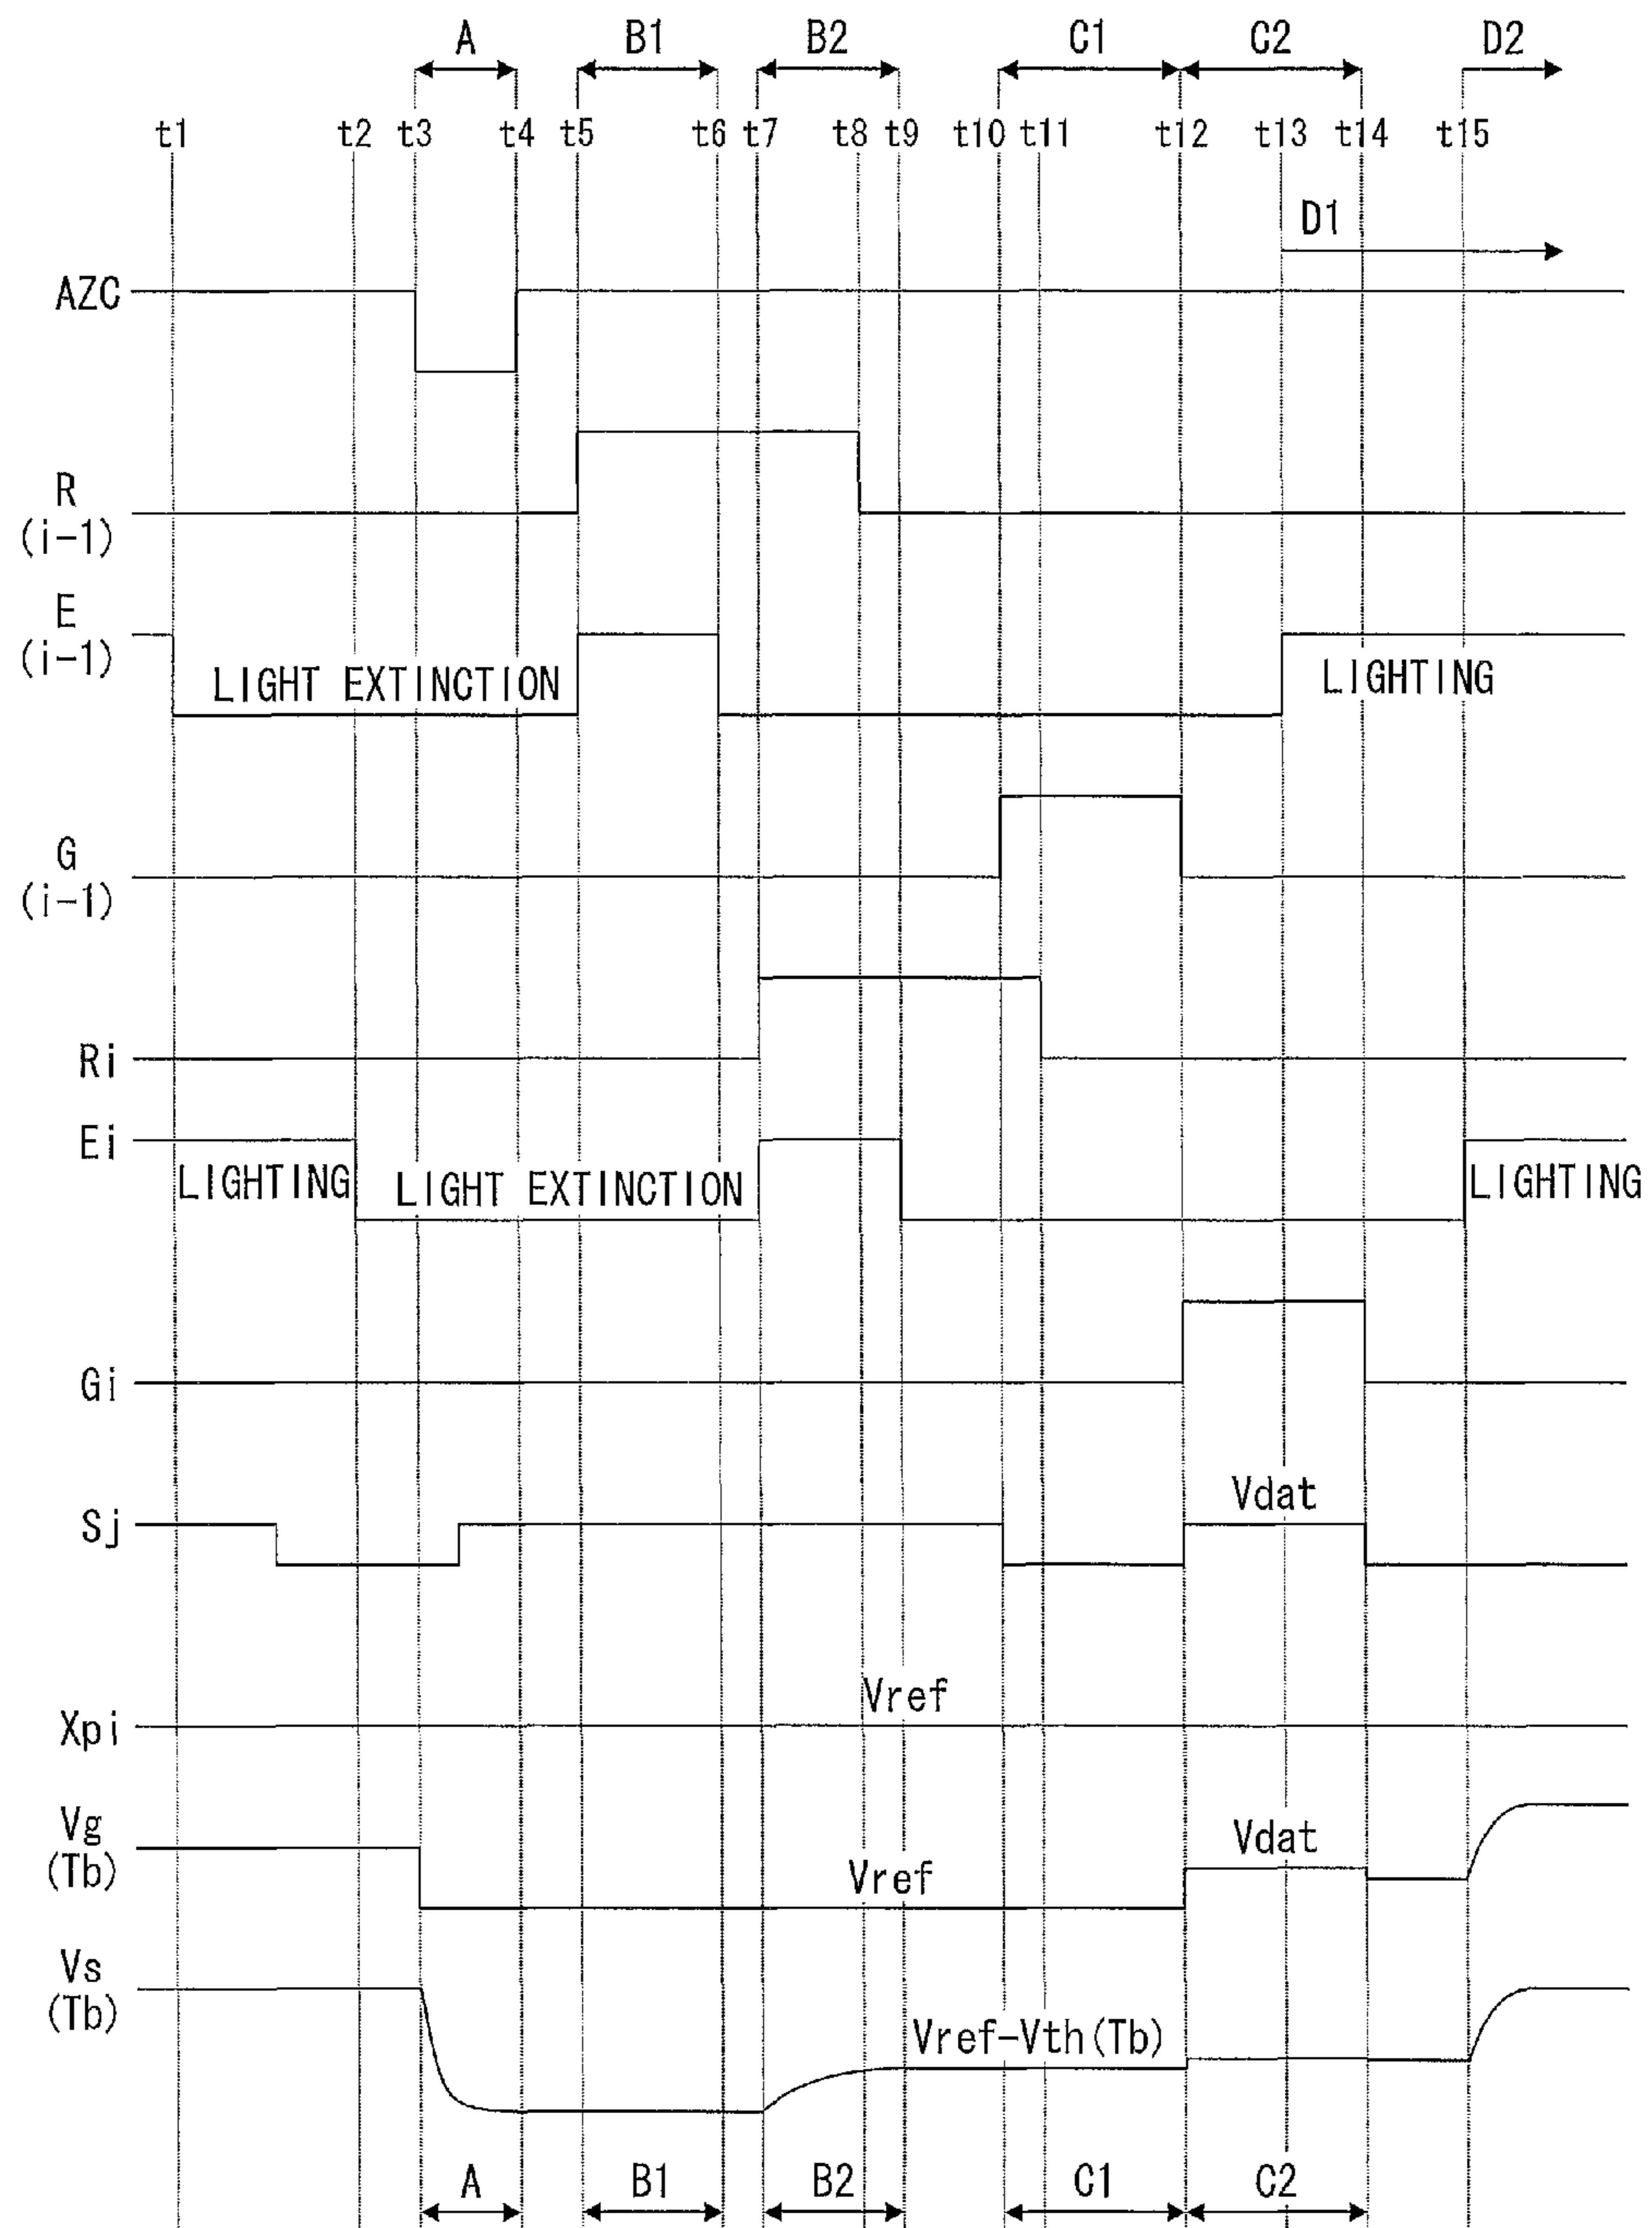 A B1 B2 C1 C2 D2
t1 t2 t3 t4 t5 t6 t7 t8 t9 t10 t11 t12 t13 t14 t15
D1
AZC
R
(i-1)
E
(i-1)
LIGHT EXTINCTION LIGHTING
G
(i-1)
Ri
Ei
LIGHTING LIGHT EXTINCTION LIGHTING
Gi
Vdat
Sj
Vref
Xpi
Vg
(Tb)
Vdat
Vref
Vs
(Tb)
Vref-Vth(Tb)
A B1 B2 C1 C2